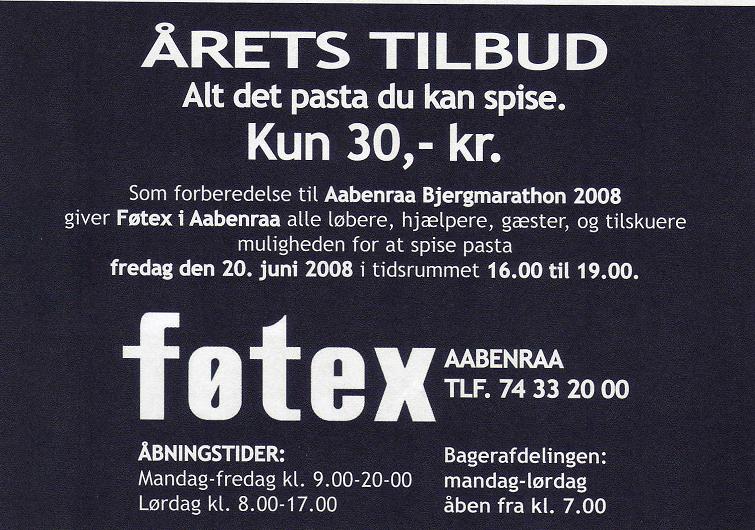 ÅRETS TILBUD
Alt det pasta du kan spise.
Kun 30,- kr.
Som forberedelse til Aabenraa Bjergmarathon 2008
giver Føtex i Aabenraa alle løbere, hjælpere, gæster, og tilskuere
muligheden for at spise pasta
fredag den 20. juni 2008 i tidsrummet 16.00 til 19.00.
føtex
AABENRAA
TLF. 74 33 20 00
ÅBNINGSTIDER:
Mandag-fredag kl. 9.00-20-00
Lørdag kl. 8.00-17.00
Bagerafdelingen:
mandag-lørdag
åben fra kl. 7.00